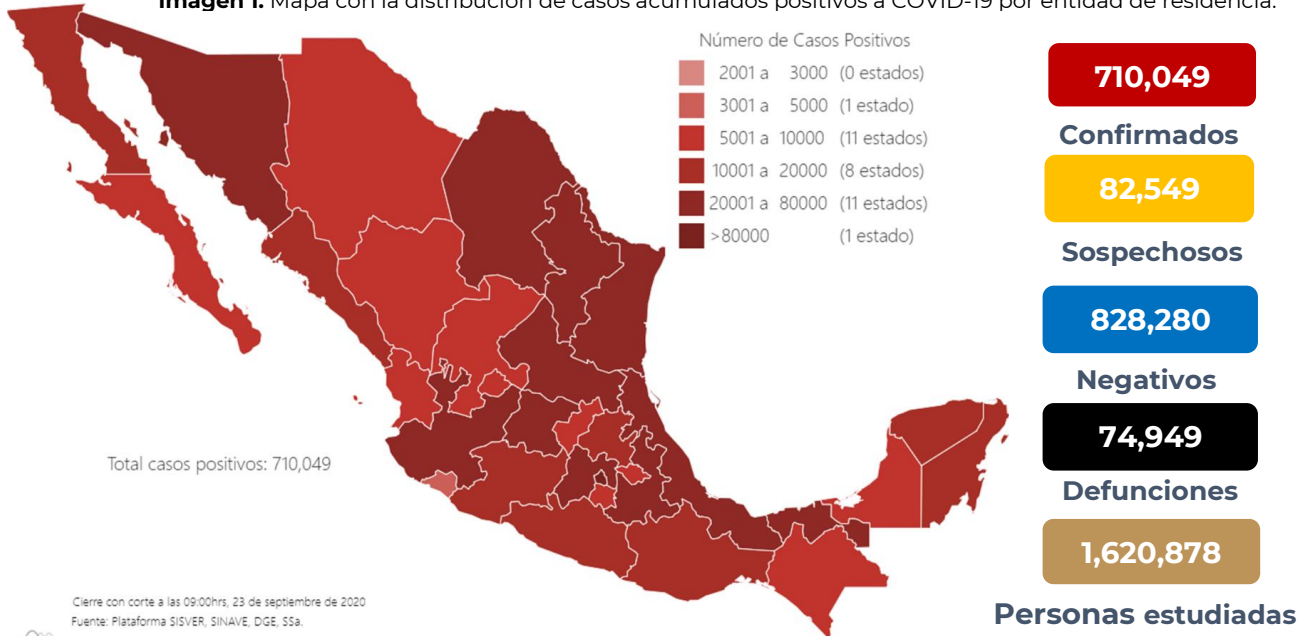 Imagen 1. Mapa con la distribución de casos acumulados positivos a COVID-19 por entidad de residencia.
Número de Casos Positivos
2001 a 3000 (0 estados)
3001 a 5000 (1 estado)
5001 a 10000 (11 estados)
10001 a 20000 (8 estados)
20001 a 80000 (11 estados)
>80000 (1 estado)
710,049
Confirmados
82,549
Sospechosos
828,280
Negativos
74,949
Defunciones
1,620,878
Personas estudiadas
Total casos positivos: 710,049
Cierre con corte a las 09:00hrs, 23 de septiembre de 2020
Fuente: Plataforma SISVER, SINAVE, DGE, SSa.